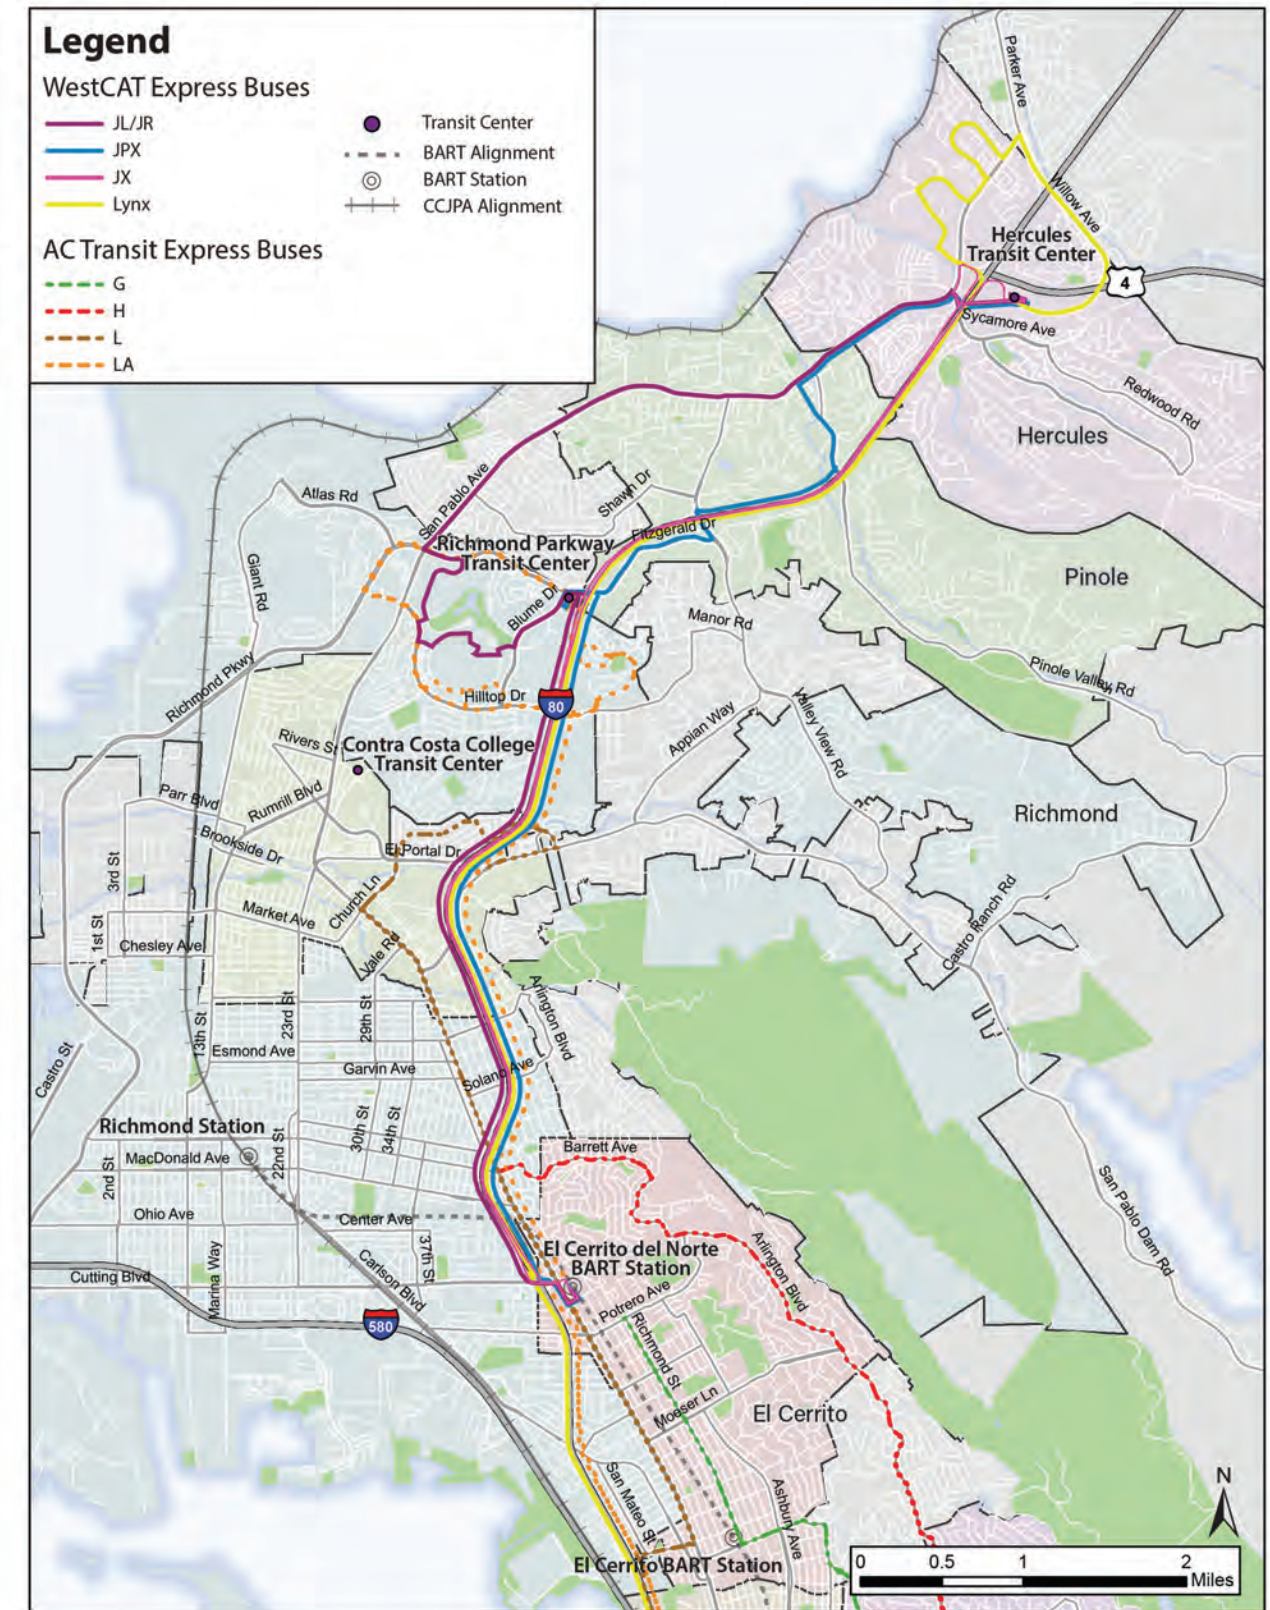 Legend
WestCAT Express Buses
JL/JR
JPX
JX
Lynx
Transit Center
BART Alignment
BART Station
CCJPA Alignment
AC Transit Express Buses
G
H
L
LA
Parker Ave
Willow Ave
Hercules
Transit Center
4
Sycamore Ave
Redwood Rd
Hercules
Atlas Rd
San Pablo Ave
Shawn Dr
Fitzgerald Dr
Richmond Parkway
Transit Center
Giant Rd
Blume Dr
Pinole
Manor Rd
Richmond Pkwy
Pinole Valley Rd
Hilltop Dr
80
Appian Way
Valley View Rd
Rivers St
Contra Costa College
Transit Center
Parr Blvd
Rumrill Blvd
Richmond
Brookside Dr
El Portal Dr
3rd St
Church Ln
Market Ave
Castro Ranch Rd
1st St
Chesley Ave
Vale Rd
Arlington Blvd
13th St
23rd St
29th St
Esmond Ave
Garvin Ave
Solano Ave
Castro St
Richmond Station
30th St
34th St
22nd St
Barrett Ave
MacDonald Ave
2nd St
San Pablo Dam Rd
Ohio Ave
Center Ave
37th St
El Cerrito del Norte
BART Station
Arlington Blvd
Cutting Blvd
Marina Way
Carlson Blvd
Potrero Ave
580
Richmond St
Moeser Ln
El Cerrito
San Mateo St
Ashbury Ave
N
El Cerrito BART Station
0 0.5 1 2
Miles